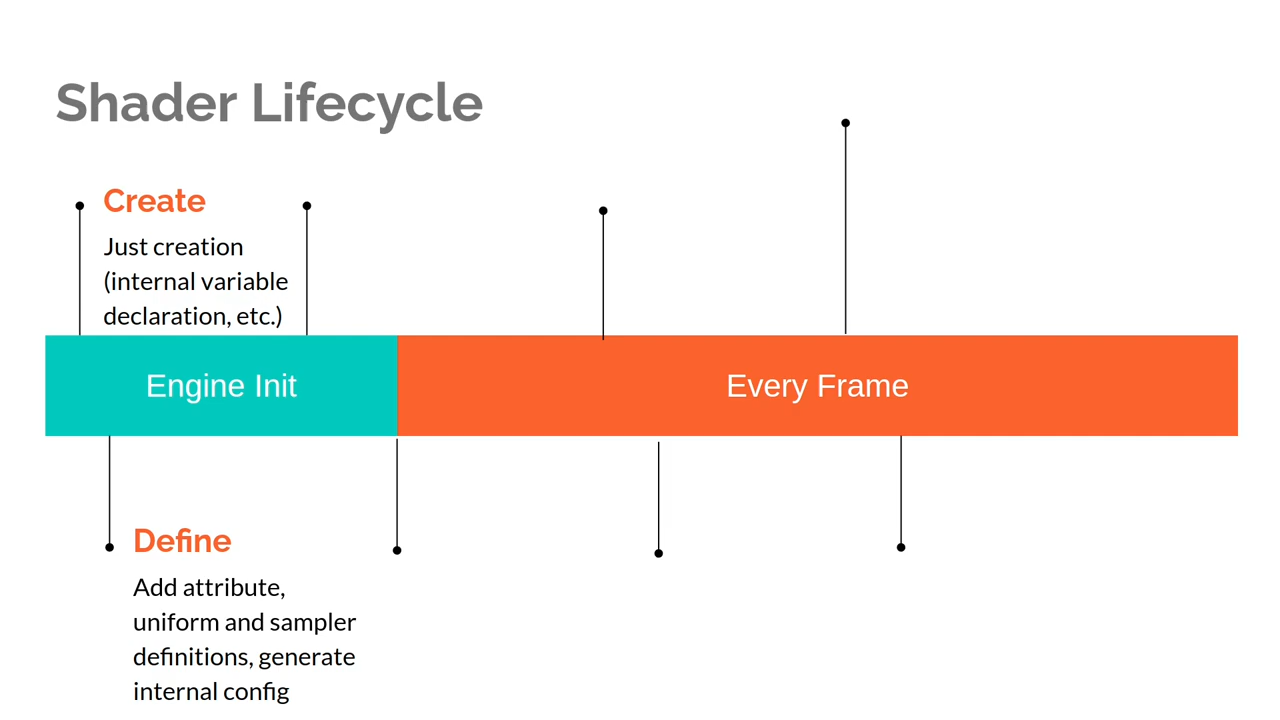 Shader Lifecycle
Create
Just creation
(internal variable
declaration, etc.)
Engine Init
Every Frame
Define
Add attribute,
uniform and sampler
definitions, generate
internal config